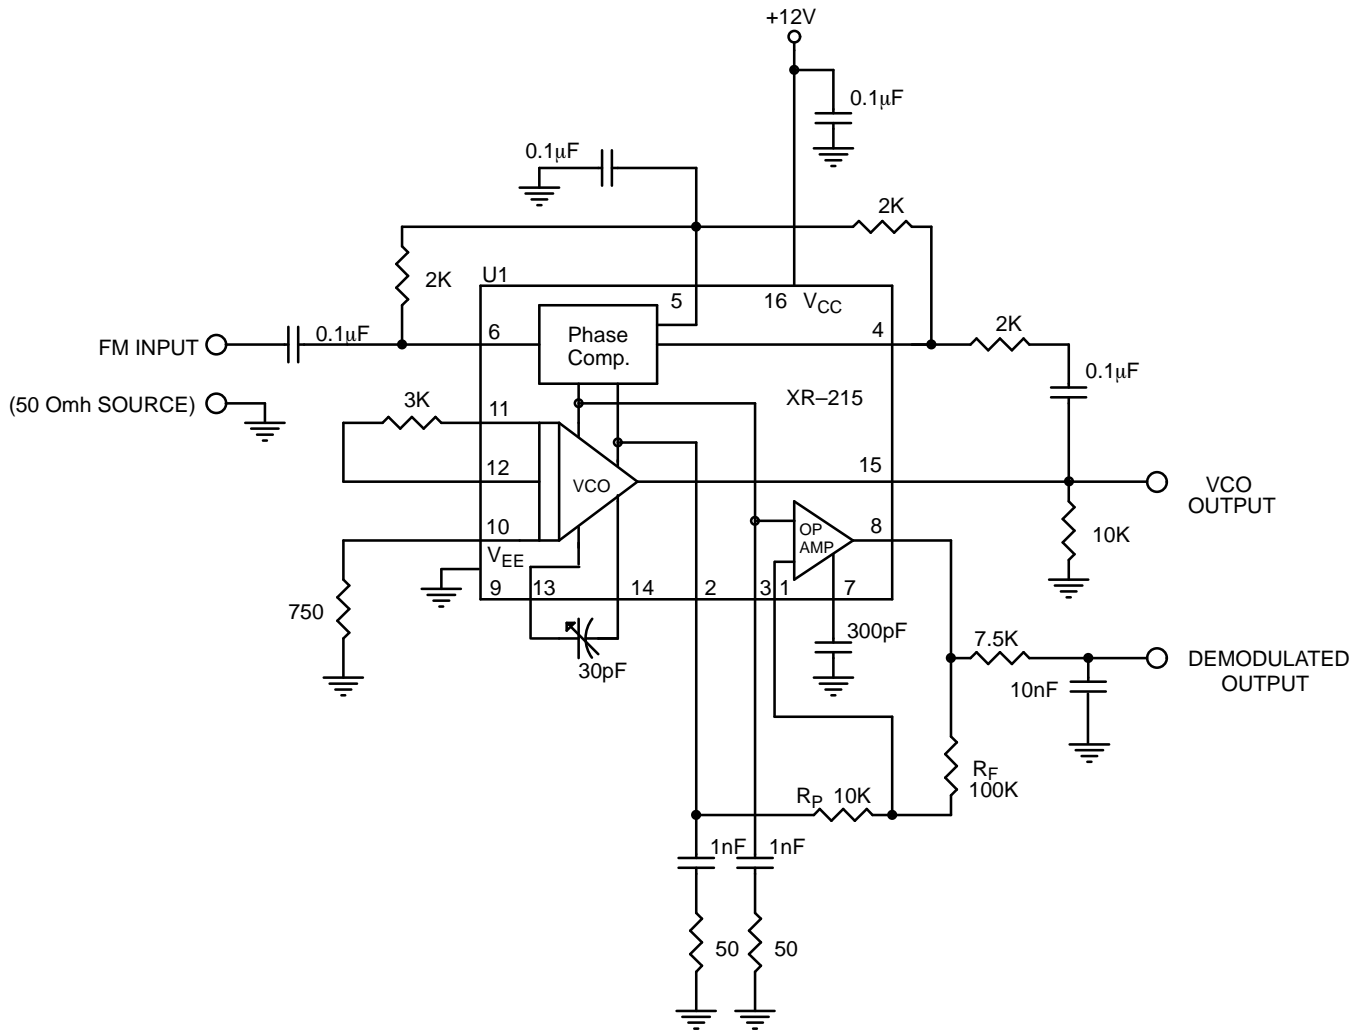 +12V
0.1μF
0.1μF
2K
2K
U1
5
16 VCC
6
4
2K
FM INPUT
0.1μF
Phase
Comp.
0.1μF
(50 Omh SOURCE)
3K
11
XR–215
12
VCO
15
VCO
OUTPUT
10
VEE
OP
AMP
8
10K
9
13
14
2
3
1
7
750
30pF
300pF
7.5K
10nF
DEMODULATED
OUTPUT
RF
100K
RP 10K
1nF
1nF
50
50